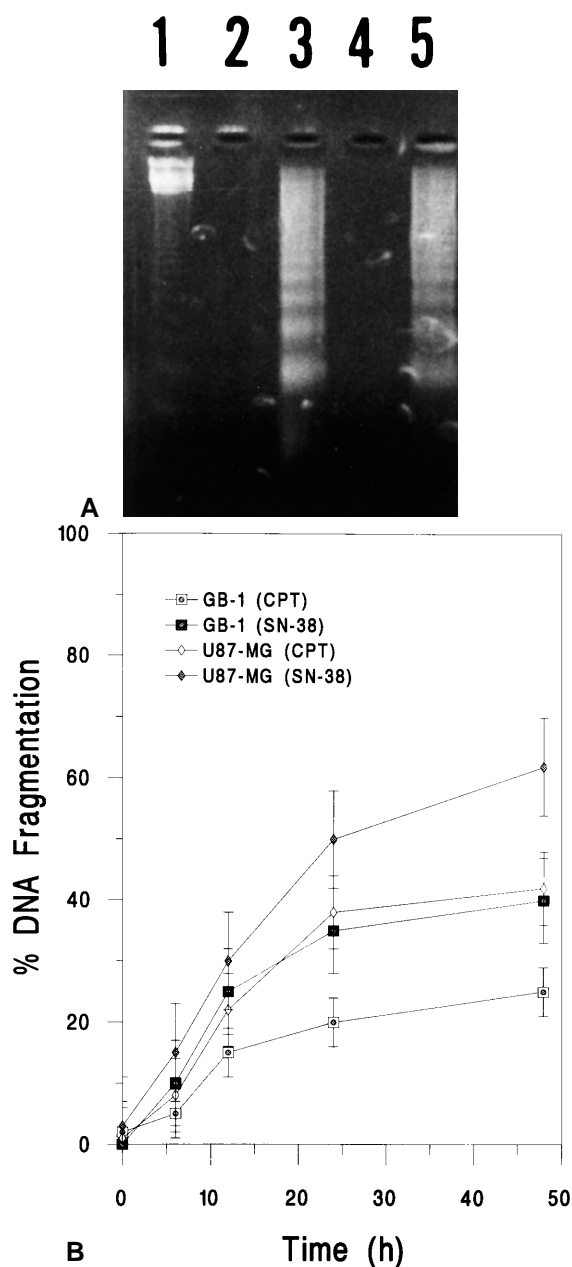 1 2 3 4 5
A
100
GB-1 (CPT)
GB-1 (SN-38)
U87-MG (CPT)
U87-MG (SN-38)
80
60
40
20
0
% DNA Fragmentation
0 10 20 30 40 50
B Time (h)